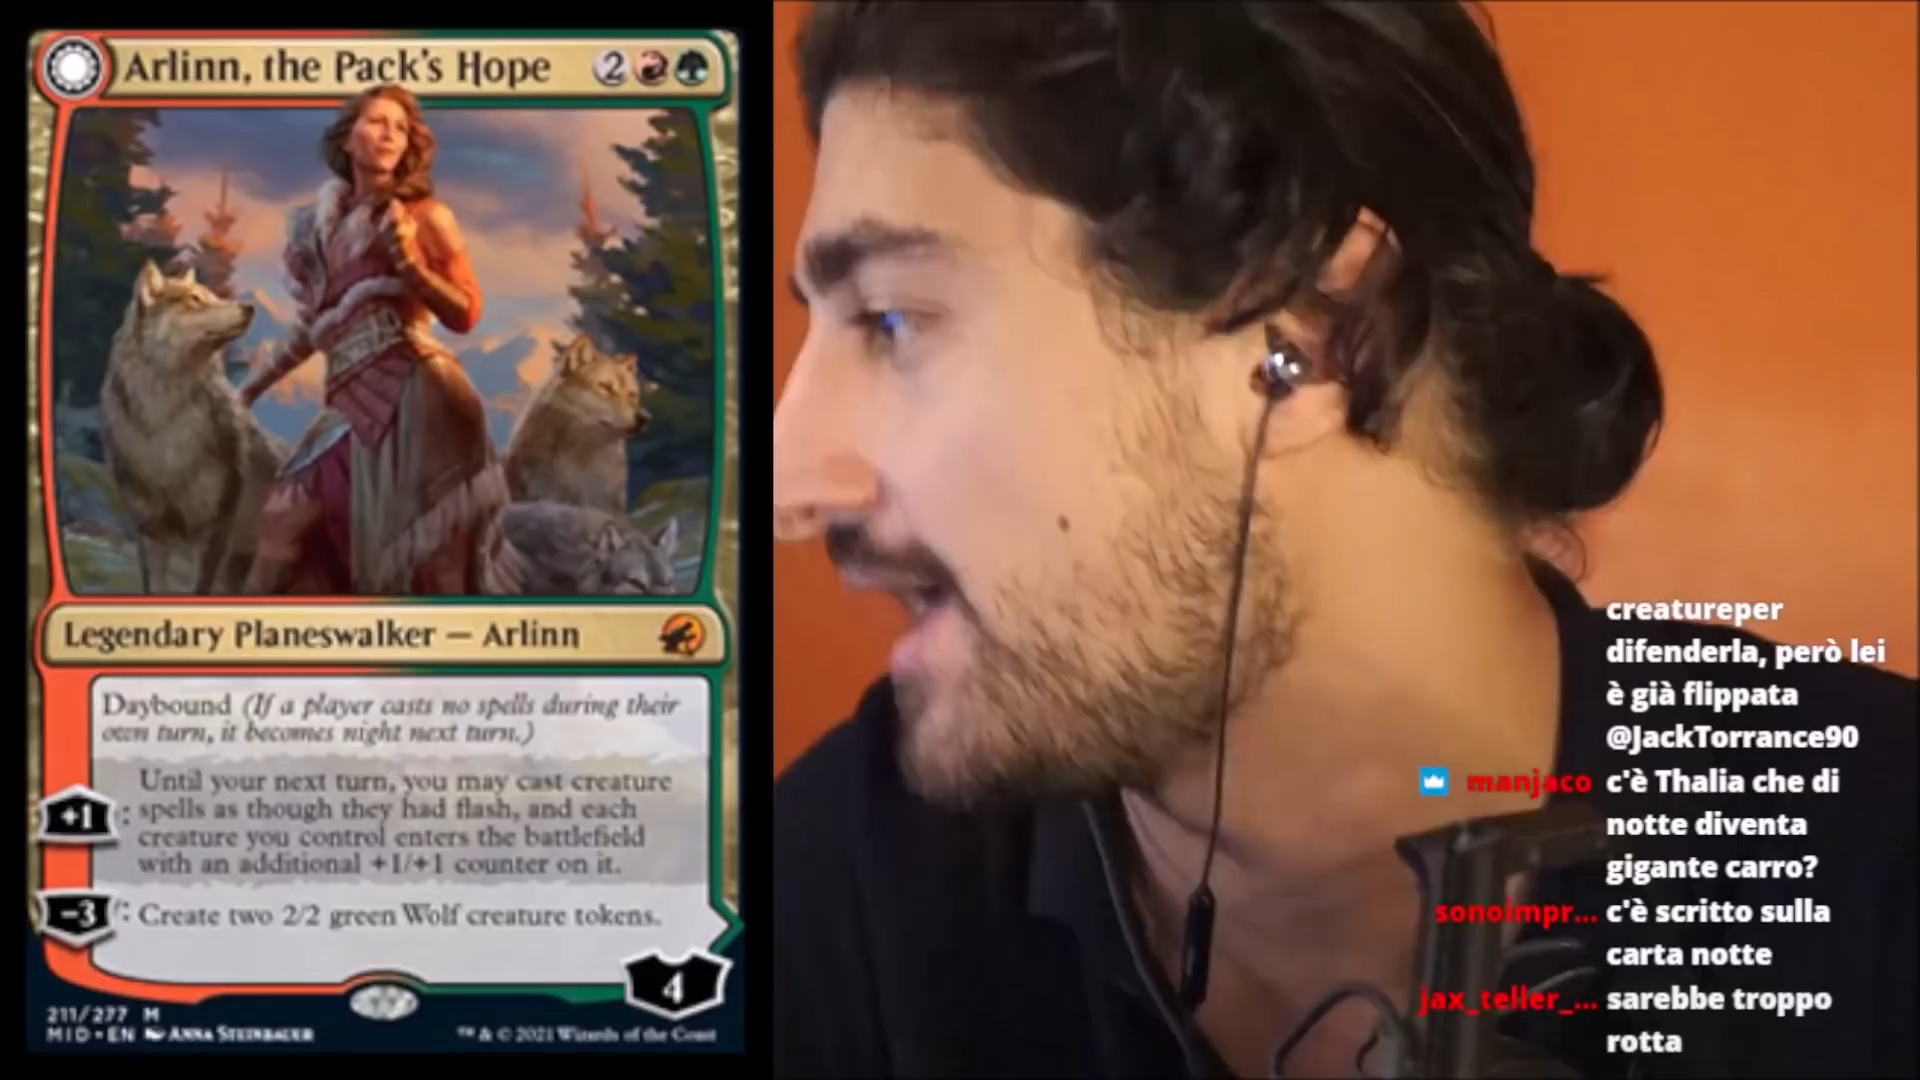 Arlinn, the Pack's Hope 2
Legendary Planeswalker — Arlinn
Daybound (If a player casts no spells during their
own turn, it becomes night next turn.)
Until your next turn, you may cast creature
+1: spells as though they had flash, and each
creature you control enters the battlefield
with an additional +1/+1 counter on it.
-3: Create two 2/2 green Wolf creature tokens.
4
211/277 M
MID • EN Anna Steinbauer ™ & © 2021 Wizards of the Coast
creatureper
difenderla, però lei
è già flippata
@JackTorrance90
manjaco c'è Thalia che di
notte diventa
gigante carro?
sonoimpr... c'è scritto sulla
carta notte
jax_teller_... sarebbe troppo
rotta